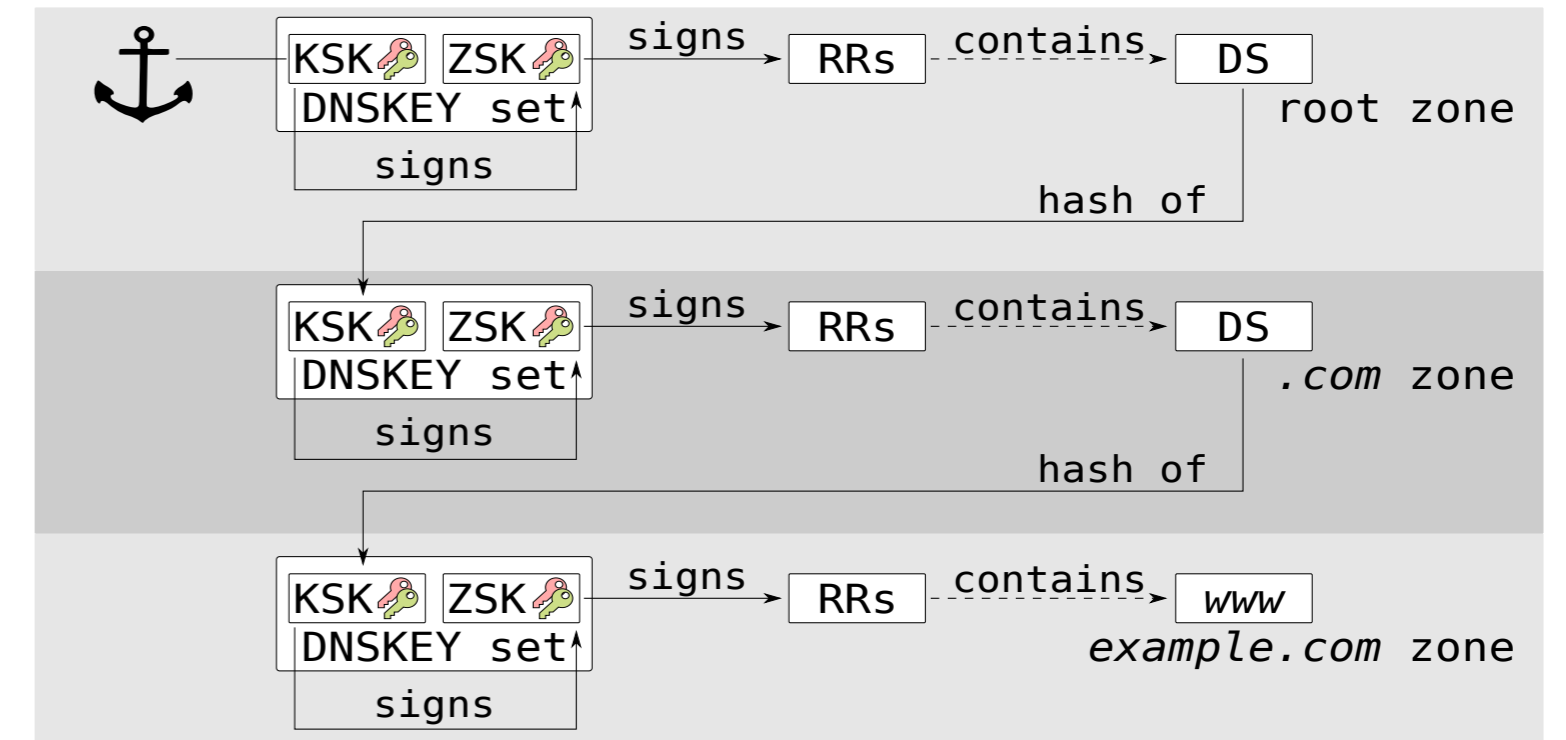 KSK ZSK signs RRs contains DS
DNSKEY set root zone
signs
hash of
KSK ZSK signs RRs contains DS
DNSKEY set .com zone
signs
hash of
KSK ZSK signs RRs contains www
DNSKEY set example.com zone
signs